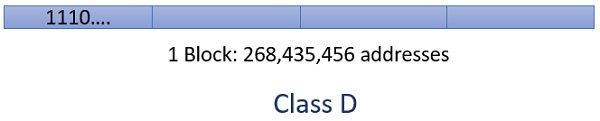 1110....
1 Block: 268,435,456 addresses
Class D